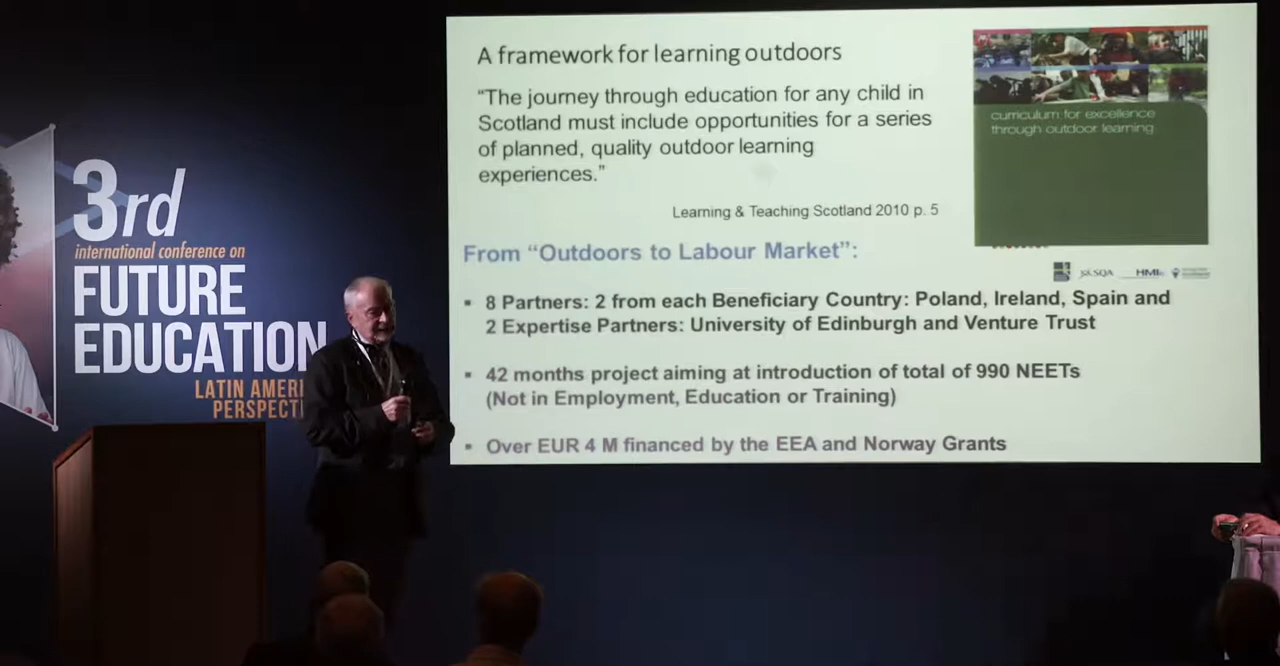 3rd
international conference on
FUTURE
EDUCATION
LATIN AMERI
PERSPECT
A framework for learning outdoors
“The journey through education for any child in
Scotland must include opportunities for a series
of planned, quality outdoor learning
experiences.”
Learning & Teaching Scotland 2010 p. 5
curriculum for excellence
through outdoor learning
From “Outdoors to Labour Market”:
SQA
HMIe
▪ 8 Partners: 2 from each Beneficiary Country: Poland, Ireland, Spain and
2 Expertise Partners: University of Edinburgh and Venture Trust
▪ 42 months project aiming at introduction of total of 990 NEETs
(Not in Employment, Education or Training)
▪ Over EUR 4 M financed by the EEA and Norway Grants